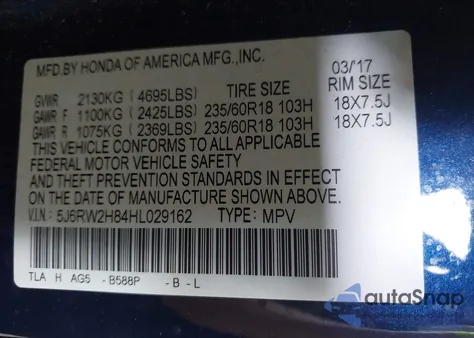 MFD.BY HONDA OF AMERICA MFG.,INC. 03/'17
GVWR 2130KG (4695LBS) TIRE SIZE RIM SIZE
GAWR F 1100KG (2425LBS) 235/60R18 103H 18X7.5J
GAWR R 1075KG (2369LBS) 235/60R18 103H 18X7.5J
THIS VEHICLE CONFORMS TO ALL APPLICABLE
FEDERAL MOTOR VEHICLE SAFETY
AND THEFT PREVENTION STANDARDS IN EFFECT
ON THE DATE OF MANUFACTURE SHOWN ABOVE.
V.I.N: 5J6RW2H84HL029162 TYPE: MPV
TLA H AG5 - B588P - B - L
autoSnap